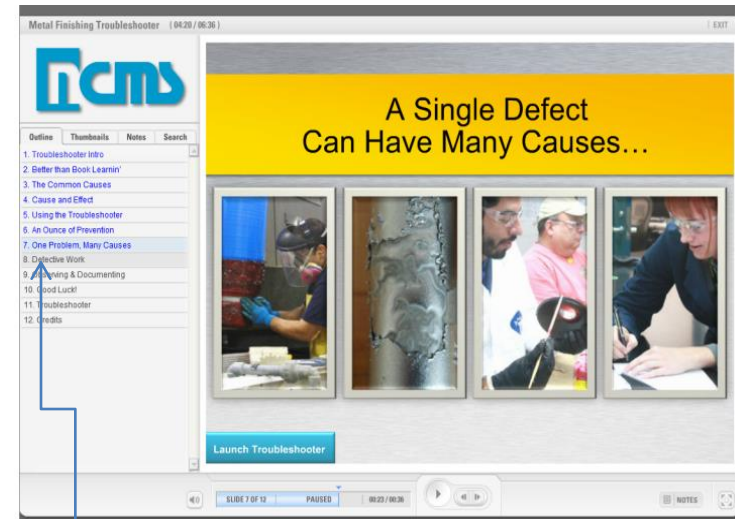 Metal Finishing Troubleshooter ( 04:20 / 06:36 )
EXIT
ncms
Outline Thumbnails Notes Search
1. Troubleshooter Intro
2. Better than Book Learnin'
3. The Common Causes
4. Cause and Effect
5. Using the Troubleshooter
6. An Ounce of Prevention
7. One Problem, Many Causes
8. Defective Work
9. & Documenting
10. Good Luck!
11. Troubleshooter
12. Credits
A Single Defect
Can Have Many Causes…
Launch Troubleshooter
SLIDE 7 OF 12 PAUSED 00:23 / 00:36
NOTES